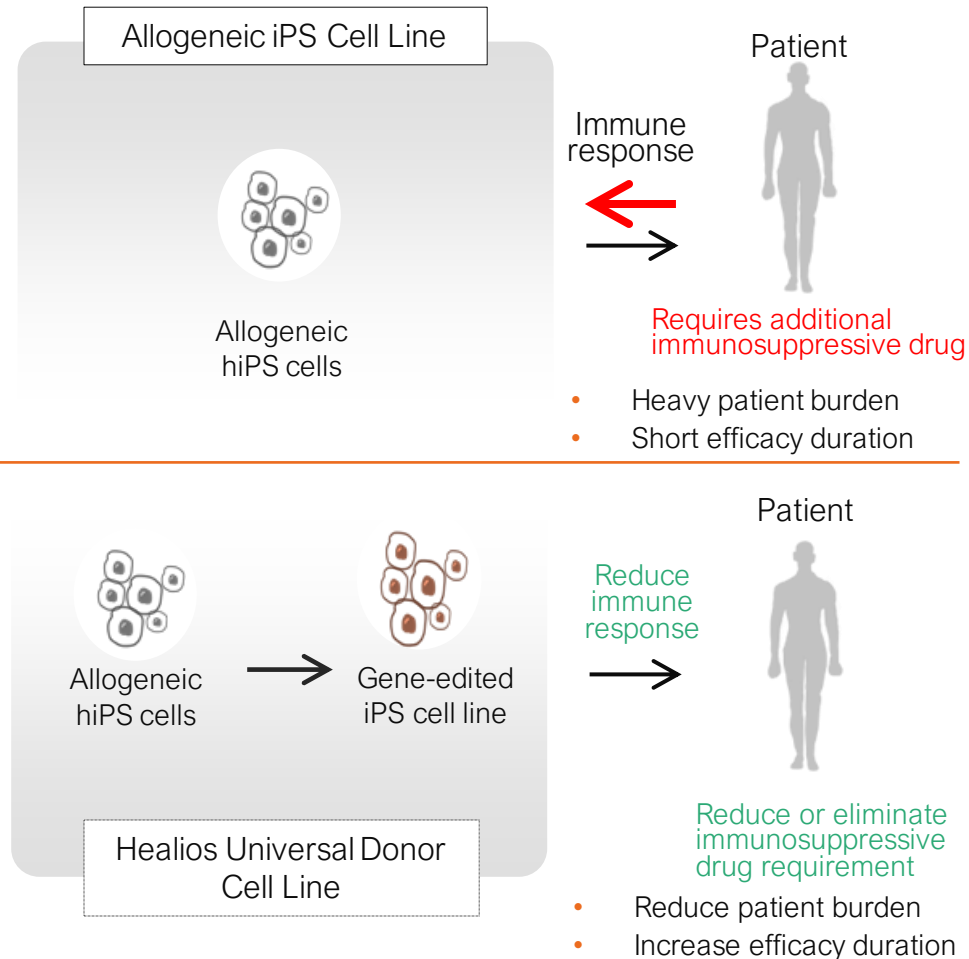 Allogeneic iPS Cell Line
Patient
Immune
response
Allogeneic
hiPS cells
Requires additional
immunosuppressive drug
• Heavy patient burden
• Short efficacy duration
Patient
Reduce
immune
response
Allogeneic
hiPS cells
Gene-edited
iPS cell line
Healios Universal Donor
Cell Line
Reduce or eliminate
immunosuppressive
drug requirement
• Reduce patient burden
• Increase efficacy duration